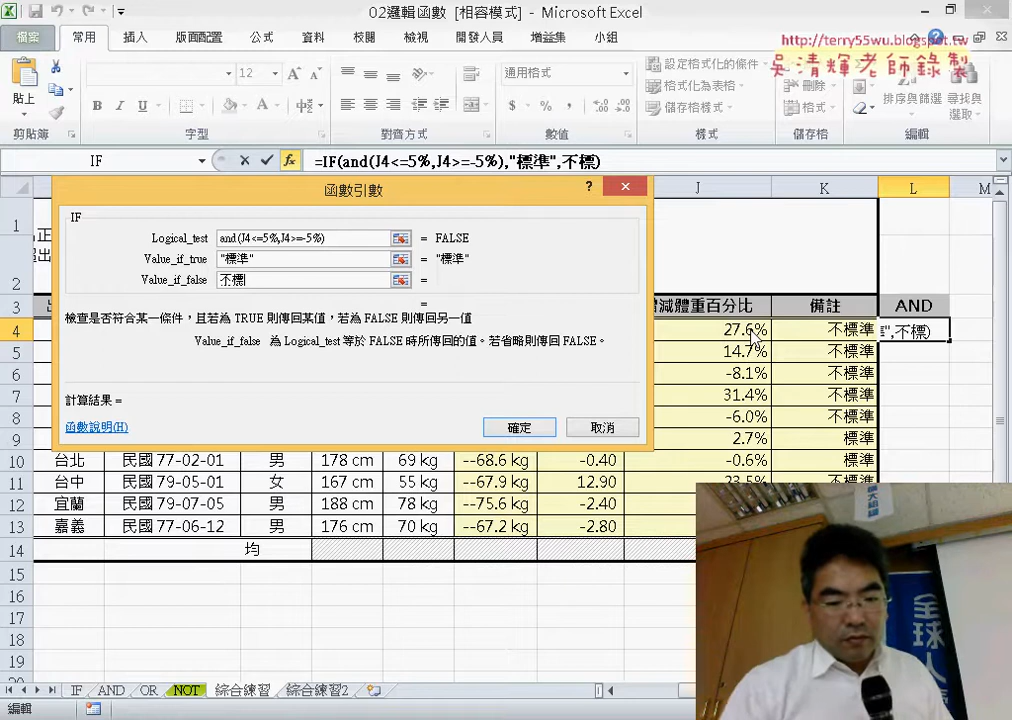 02邏輯函數 [相容模式] - Microsoft Excel
檔案 常用 插入 版面配置 公式 資料 校閱 檢視 開發人員 增益集 小組
http://terry55wu.blogspot.tw
吳清輝老師錄製
貼上 12 通用格式 設定格式化的條件 格式化為表格 儲存格樣式 刪除 格式 排序與篩選 尋找與選取
剪貼簿 字型 對齊方式 數值 樣式 儲存格 編輯
IF =IF(and(J4<=5%,J4>=-5%),"標準",不標)
J K L M
函數引數
IF
Logical_test and(J4<=5%,J4>=-5%) = FALSE
Value_if_true "標準" = "標準"
Value_if_false 不標 =
=
檢查是否符合某一條件，且若為 TRUE 則傳回某值，若為 FALSE 則傳回另一值
Value_if_false 為 Logical_test 等於 FALSE 時所傳回的值。若省略則傳回 FALSE。
計算結果 =
函數說明(H) 確定 取消
1
2
3 體重百分比 備註 AND
4 27.6% 不標準 ",不標)
5 14.7% 不標準
6 -8.1% 不標準
7 31.4% 不標準
8 -6.0% 不標準
9 2.7% 標準
10 台北 民國 77-02-01 男 178 cm 69 kg --68.6 kg -0.40 -0.6% 標準
11 台中 民國 79-05-01 女 167 cm 55 kg --67.9 kg 12.90 23.5%
12 宜蘭 民國 79-07-05 男 188 cm 78 kg --75.6 kg -2.40
13 嘉義 民國 77-06-12 男 176 cm 70 kg --67.2 kg -2.80
14 均
15
16
17
18
19
IF AND OR NOT 綜合練習 綜合練習2
編輯
全球人